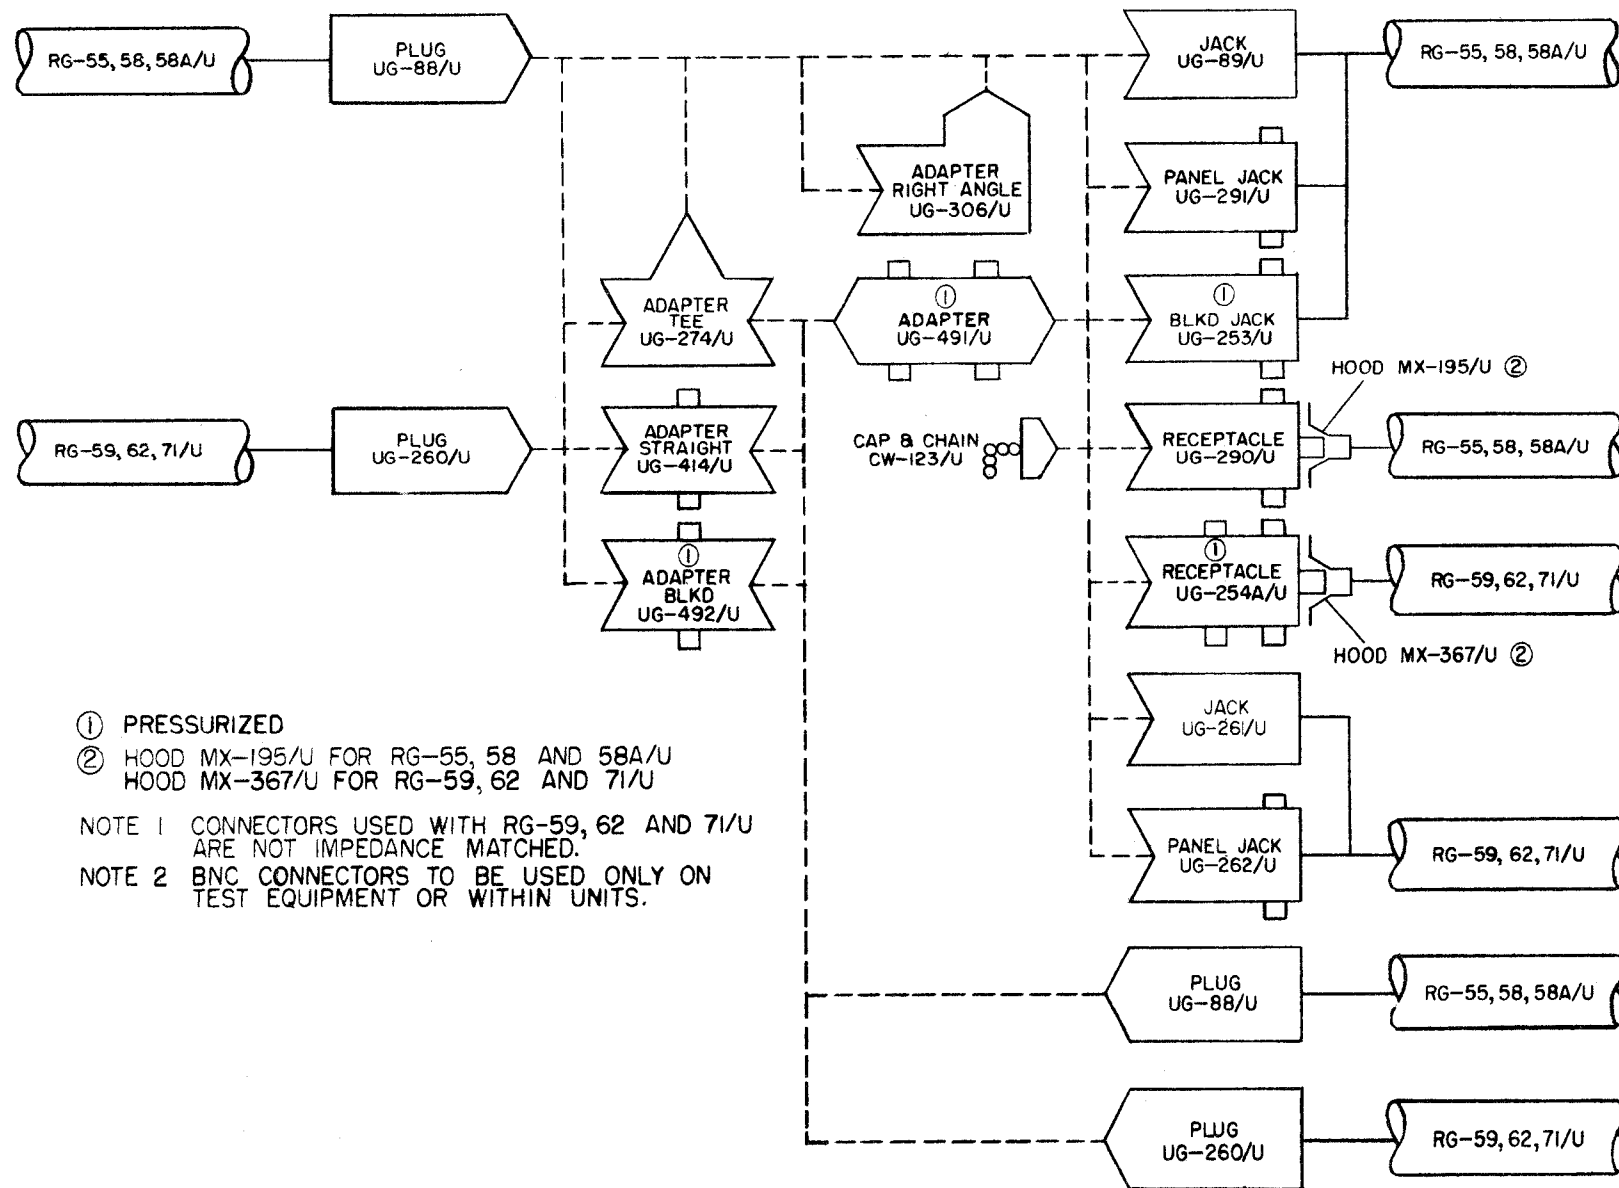 RG-55, 58, 58A/U
PLUG
UG-88/U
JACK
UG-89/U
RG-55, 58, 58A/U
ADAPTER
RIGHT ANGLE
UG-306/U
PANEL JACK
UG-291/U
ADAPTER
TEE
UG-274/U
①
ADAPTER
UG-491/U
①
BLKD JACK
UG-253/U
HOOD MX-195/U ②
RG-59, 62, 71/U
PLUG
UG-260/U
ADAPTER
STRAIGHT
UG-414/U
CAP & CHAIN
CW-123/U
RECEPTACLE
UG-290/U
RG-55, 58, 58A/U
①
ADAPTER
BLKD
UG-492/U
①
RECEPTACLE
UG-254A/U
RG-59, 62, 71/U
HOOD MX-367/U ②
JACK
UG-261/U
① PRESSURIZED
② HOOD MX-195/U FOR RG-55, 58 AND 58A/U
HOOD MX-367/U FOR RG-59, 62 AND 71/U
NOTE 1 CONNECTORS USED WITH RG-59, 62 AND 71/U
ARE NOT IMPEDANCE MATCHED.
NOTE 2 BNC CONNECTORS TO BE USED ONLY ON
TEST EQUIPMENT OR WITHIN UNITS.
PANEL JACK
UG-262/U
RG-59, 62, 71/U
PLUG
UG-88/U
RG-55, 58, 58A/U
PLUG
UG-260/U
RG-59, 62, 71/U